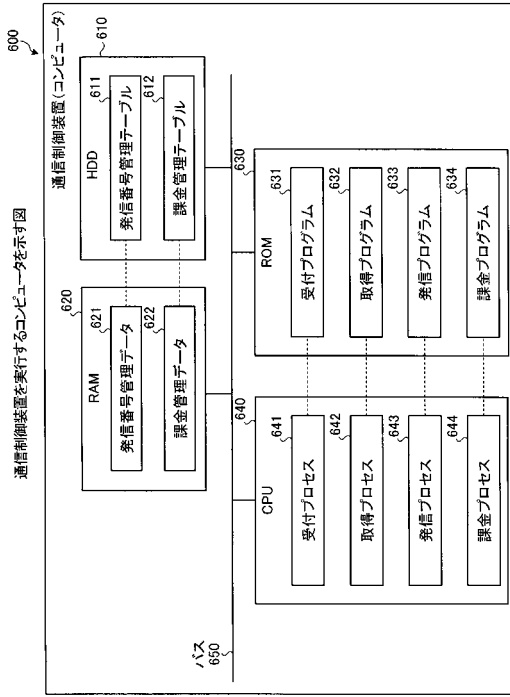 通信制御装置を実行するコンピュータを示す図
600
通信制御装置(コンピュータ)
620
RAM
621
発信番号管理データ
622
課金管理データ
610
HDD
611
発信番号管理テーブル
612
課金管理テーブル
バス
650
640
CPU
641
受付プロセス
642
取得プロセス
643
発信プロセス
644
課金プロセス
630
ROM
631
受付プログラム
632
取得プログラム
633
発信プログラム
634
課金プログラム